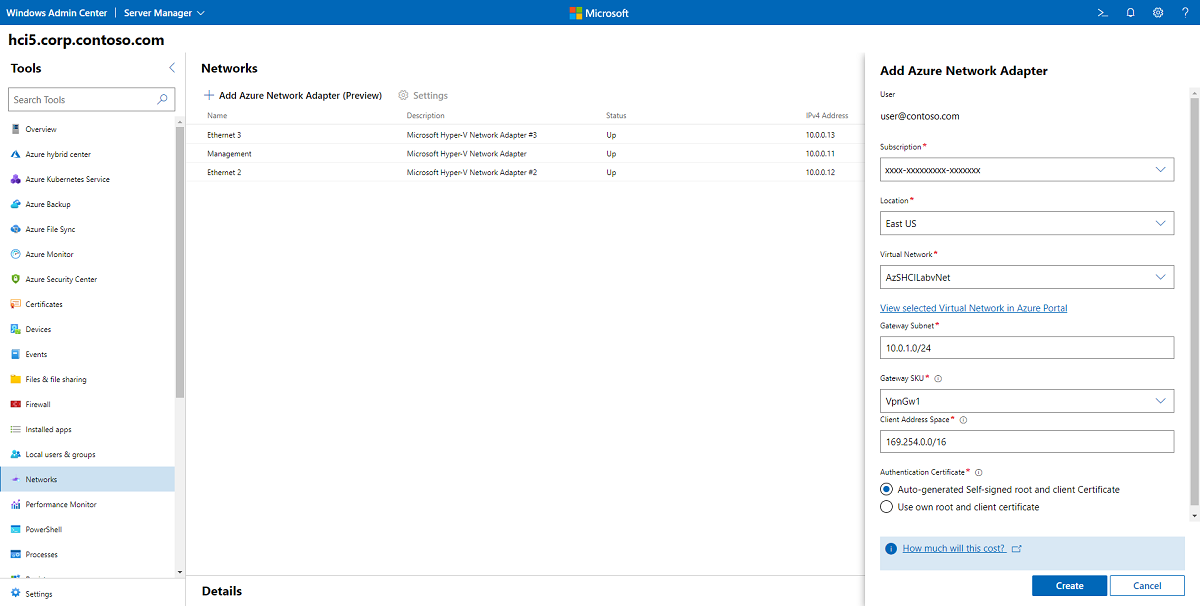 Windows Admin Center | Server Manager
Microsoft
hci5.corp.contoso.com
Tools
Search Tools
Overview
Azure hybrid center
Azure Kubernetes Service
Azure Backup
Azure File Sync
Azure Monitor
Azure Security Center
Certificates
Devices
Events
Files & file sharing
Firewall
Installed apps
Local users & groups
Networks
Performance Monitor
PowerShell
Processes
Settings
Networks
Add Azure Network Adapter (Preview) Settings
Name Description Status IPv4 Address
Ethernet 3 Microsoft Hyper-V Network Adapter #3 Up 10.0.0.13
Management Microsoft Hyper-V Network Adapter Up 10.0.0.11
Ethernet 2 Microsoft Hyper-V Network Adapter #2 Up 10.0.0.12
Details
Add Azure Network Adapter
User
user@contoso.com
Subscription*
xxxx-xxxxxxxxx-xxxxxxx
Location*
East US
Virtual Network*
AzSHCILabvNet
View selected Virtual Network in Azure Portal
Gateway Subnet*
10.0.1.0/24
Gateway SKU*
VpnGw1
Client Address Space*
169.254.0.0/16
Authentication Certificate*
Auto-generated Self-signed root and client Certificate
Use own root and client certificate
How much will this cost?
Create Cancel